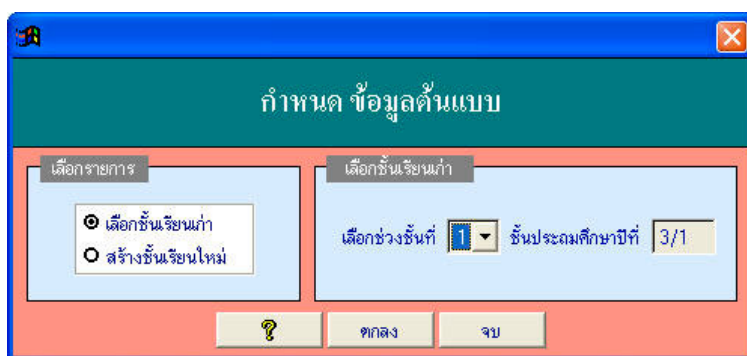 กำหนด ข้อมูลต้นแบบ
เลือกรายการ
เลือกชั้นเรียนเก่า
สร้างชั้นเรียนใหม่
เลือกชั้นเรียนเก่า
เลือกช่วงชั้นที่ 1 ชั้นประถมศึกษาปีที่ 3/1
? ตกลง จบ